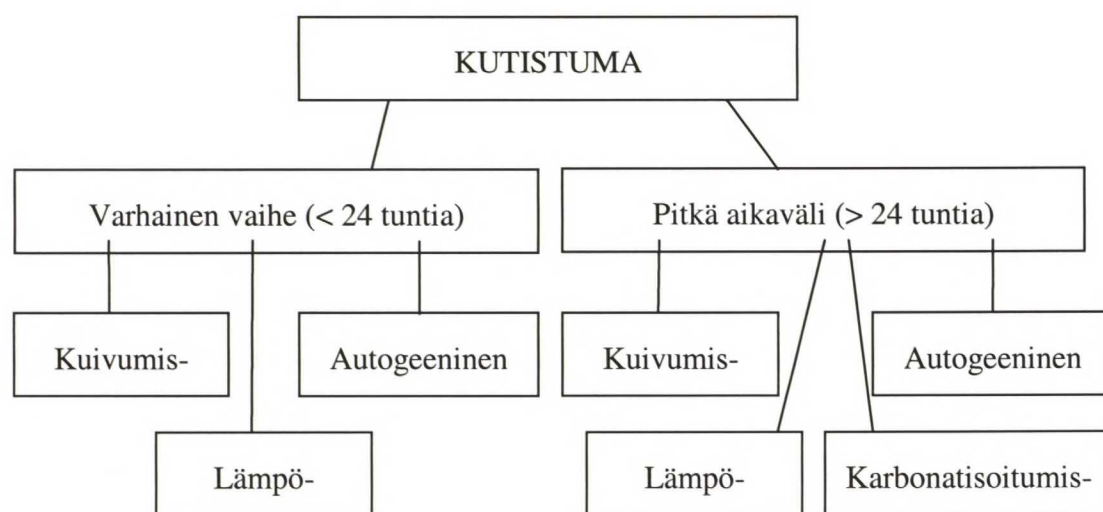 KUTISTUMA
Varhainen vaihe (< 24 tuntia)
Pitkä aikaväli (> 24 tuntia)
Kuivumis-
Autogeeninen
Kuivumis-
Autogeeninen
Lämpö-
Lämpö-
Karbonatisoitumis-